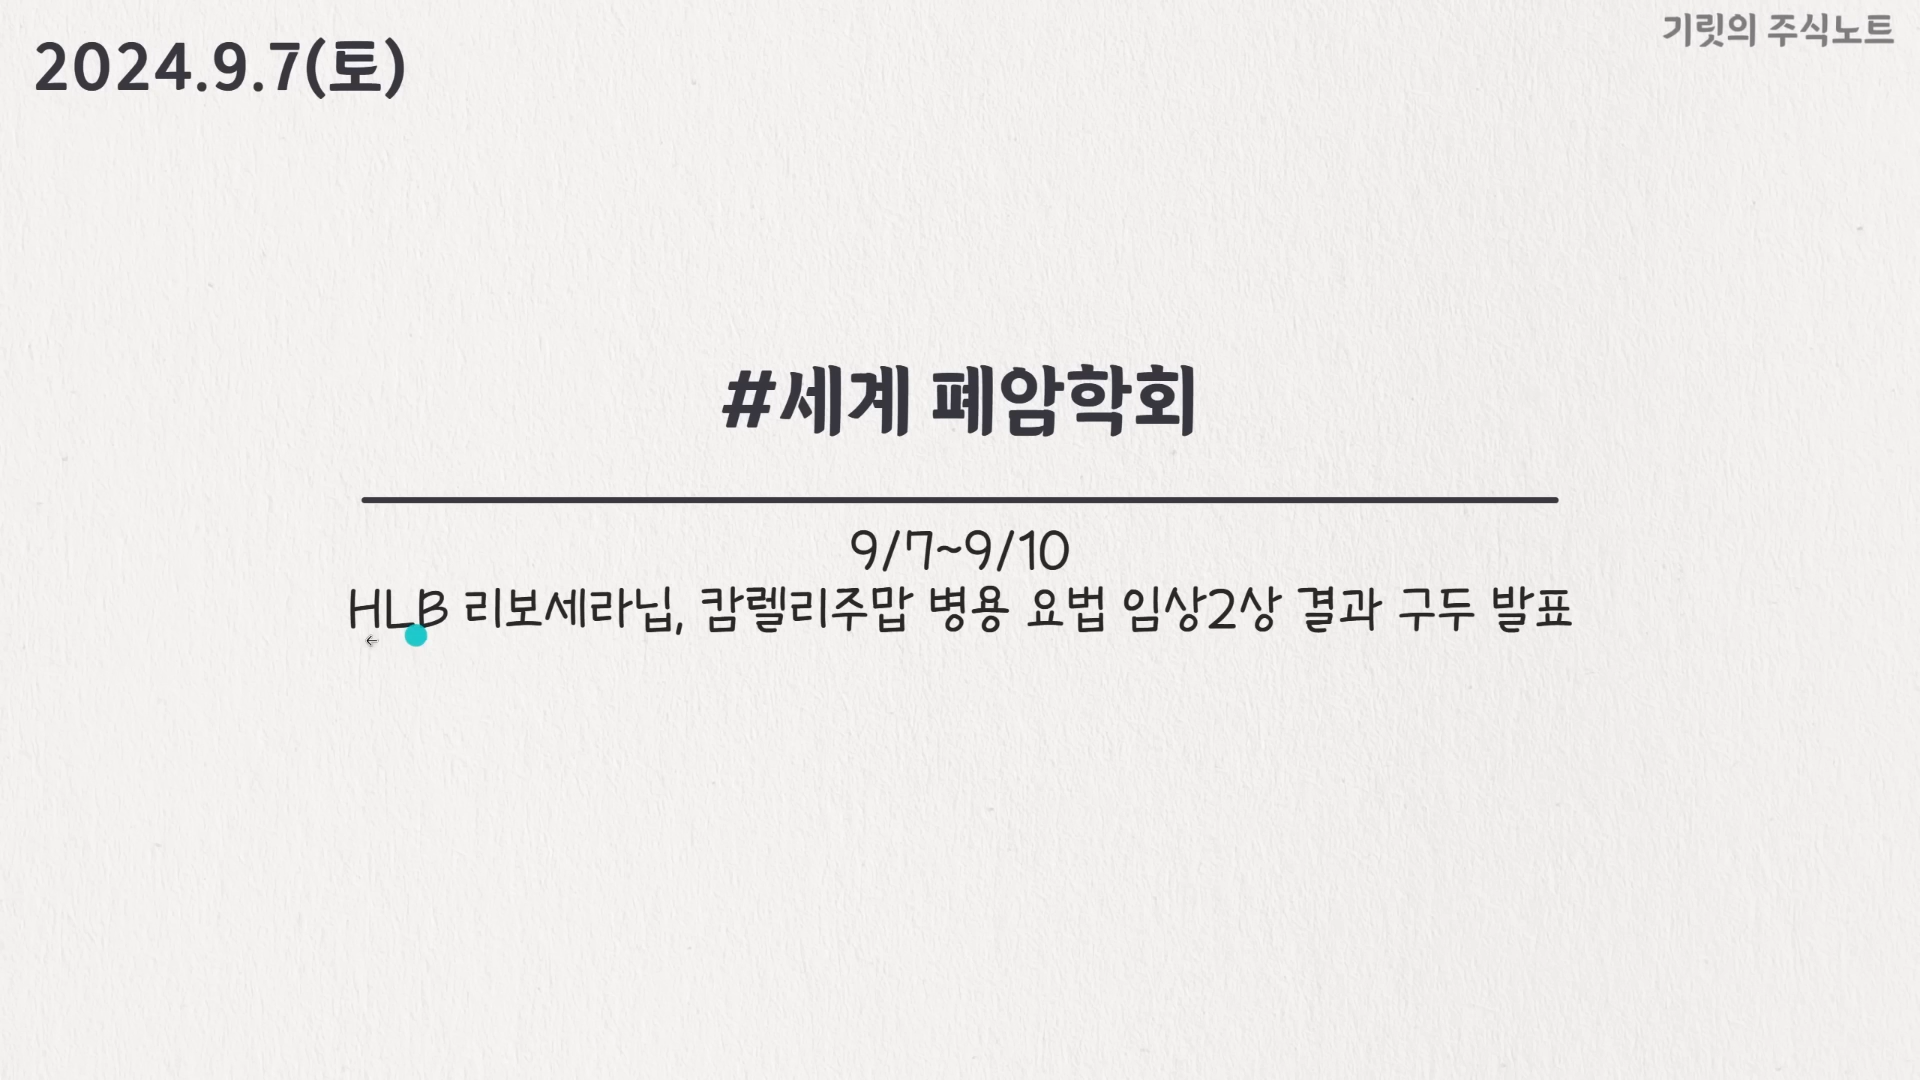 2024.9.7(토)
기릿의 주식노트
#세계 폐암학회
9/7~9/10
HLB 리보세라닙, 캄렐리주맙 병용 요법 임상2상 결과 구두 발표